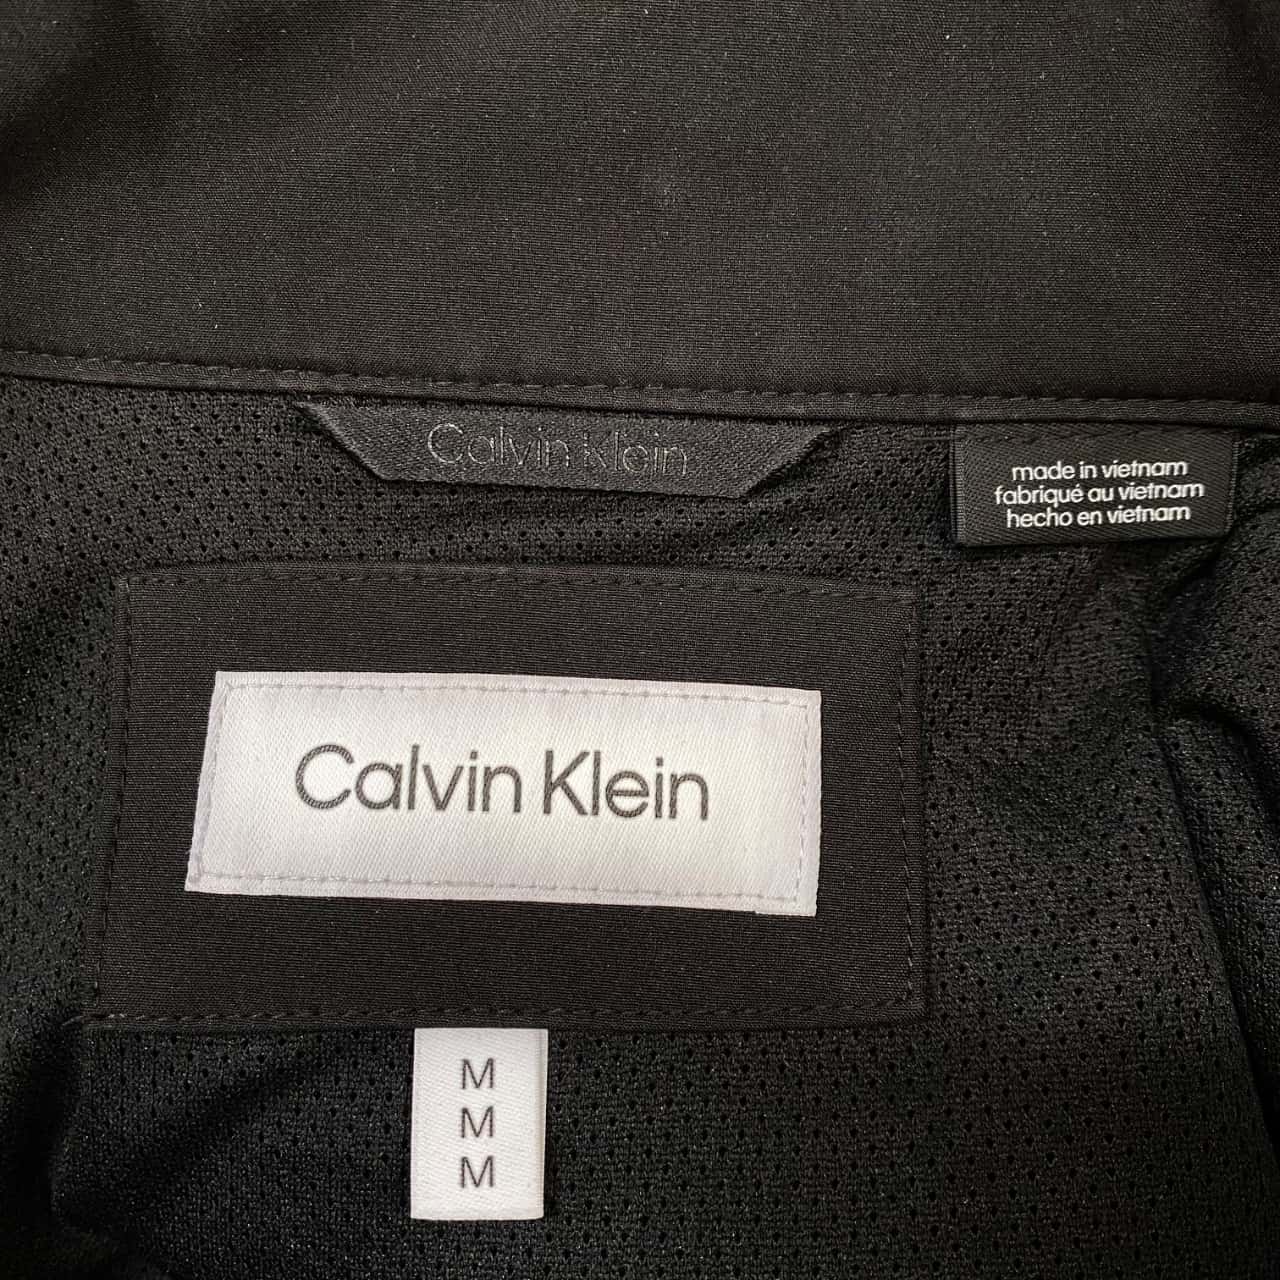 Calvin Klein
made in vietnam
fabriqué au vietnam
hecho en vietnam
Calvin Klein
M
M
M